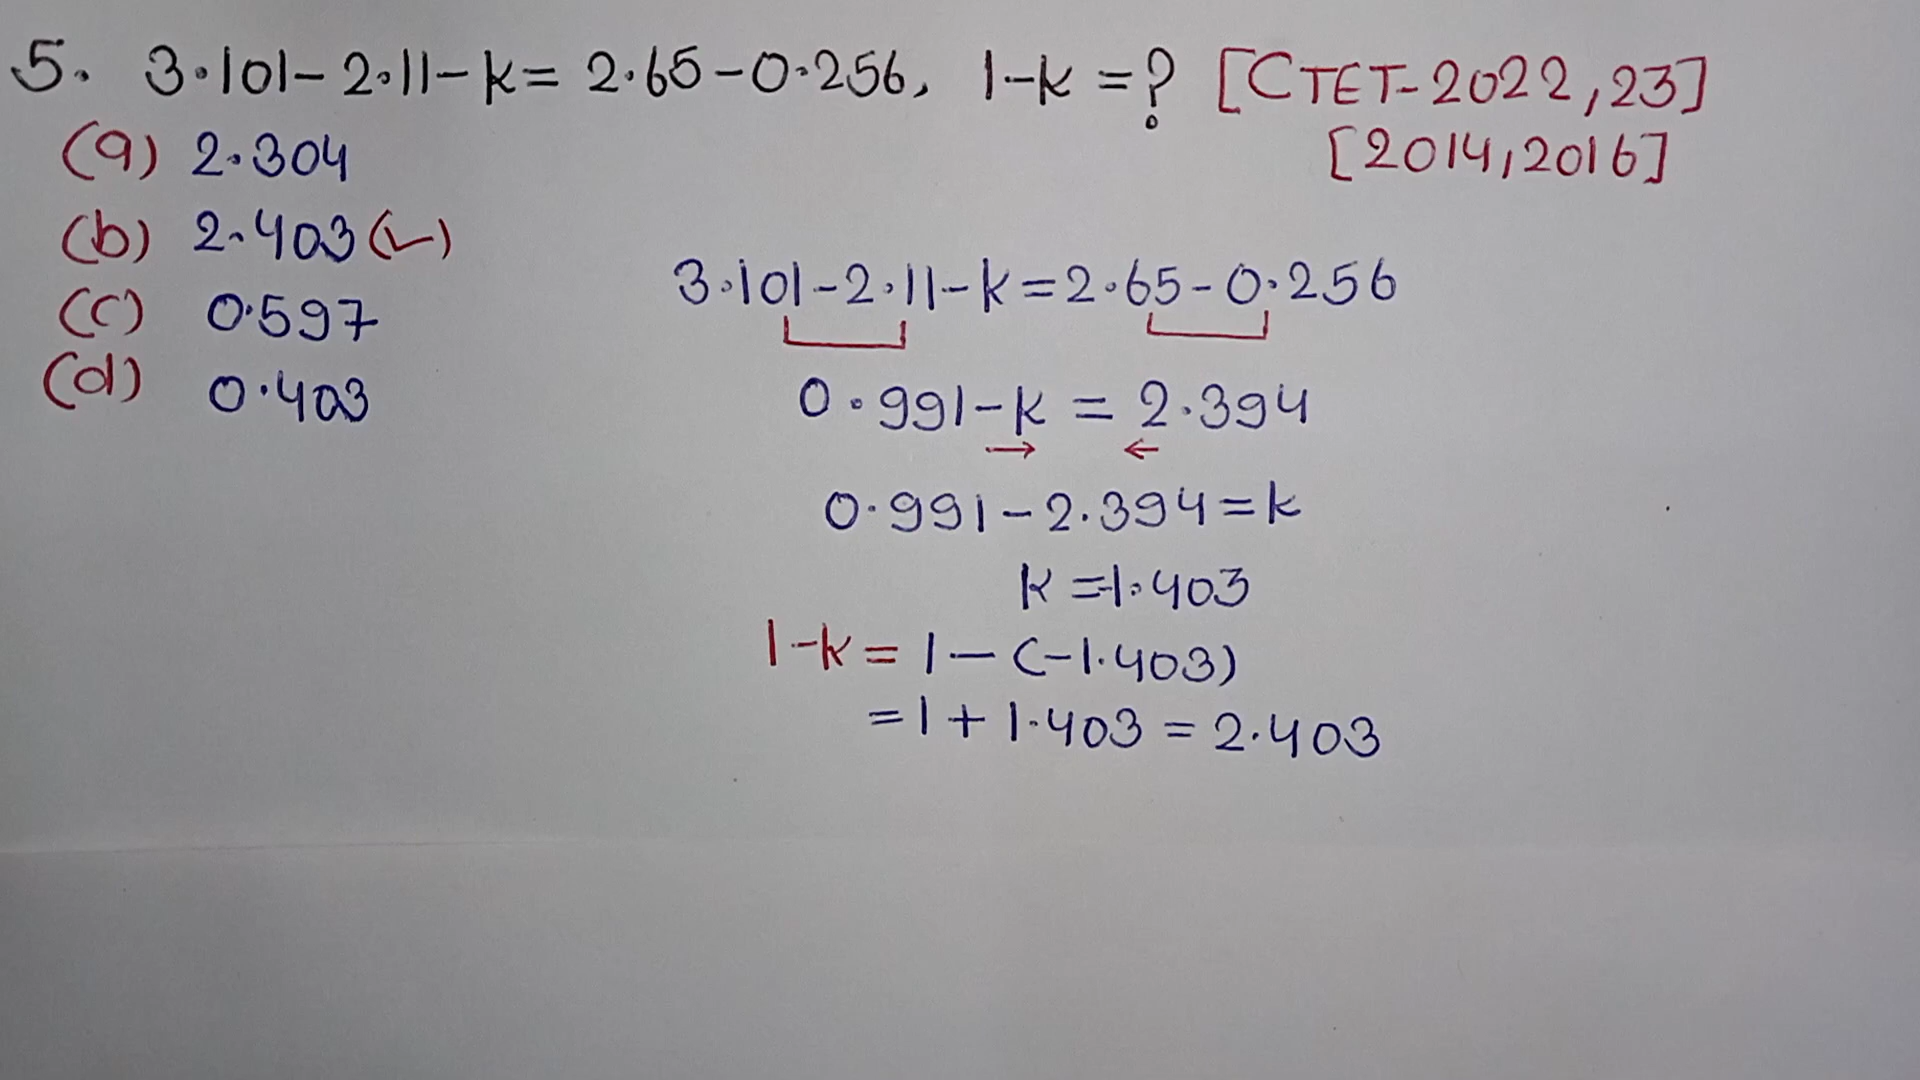 5. 3.101-2.11-k=2.65-0.256, 1-k=? [CTET-2022,23]
[2014,2016]
(a) 2.304
(b) 2.403(✓)
(c) 0.597
(d) 0.403
3.101-2.11-k=2.65-0.256
0.991-k = 2.394
→ ←
0.991-2.394=k
k=-1.403
1-k= 1-(-1.403)
=1+1.403=2.403